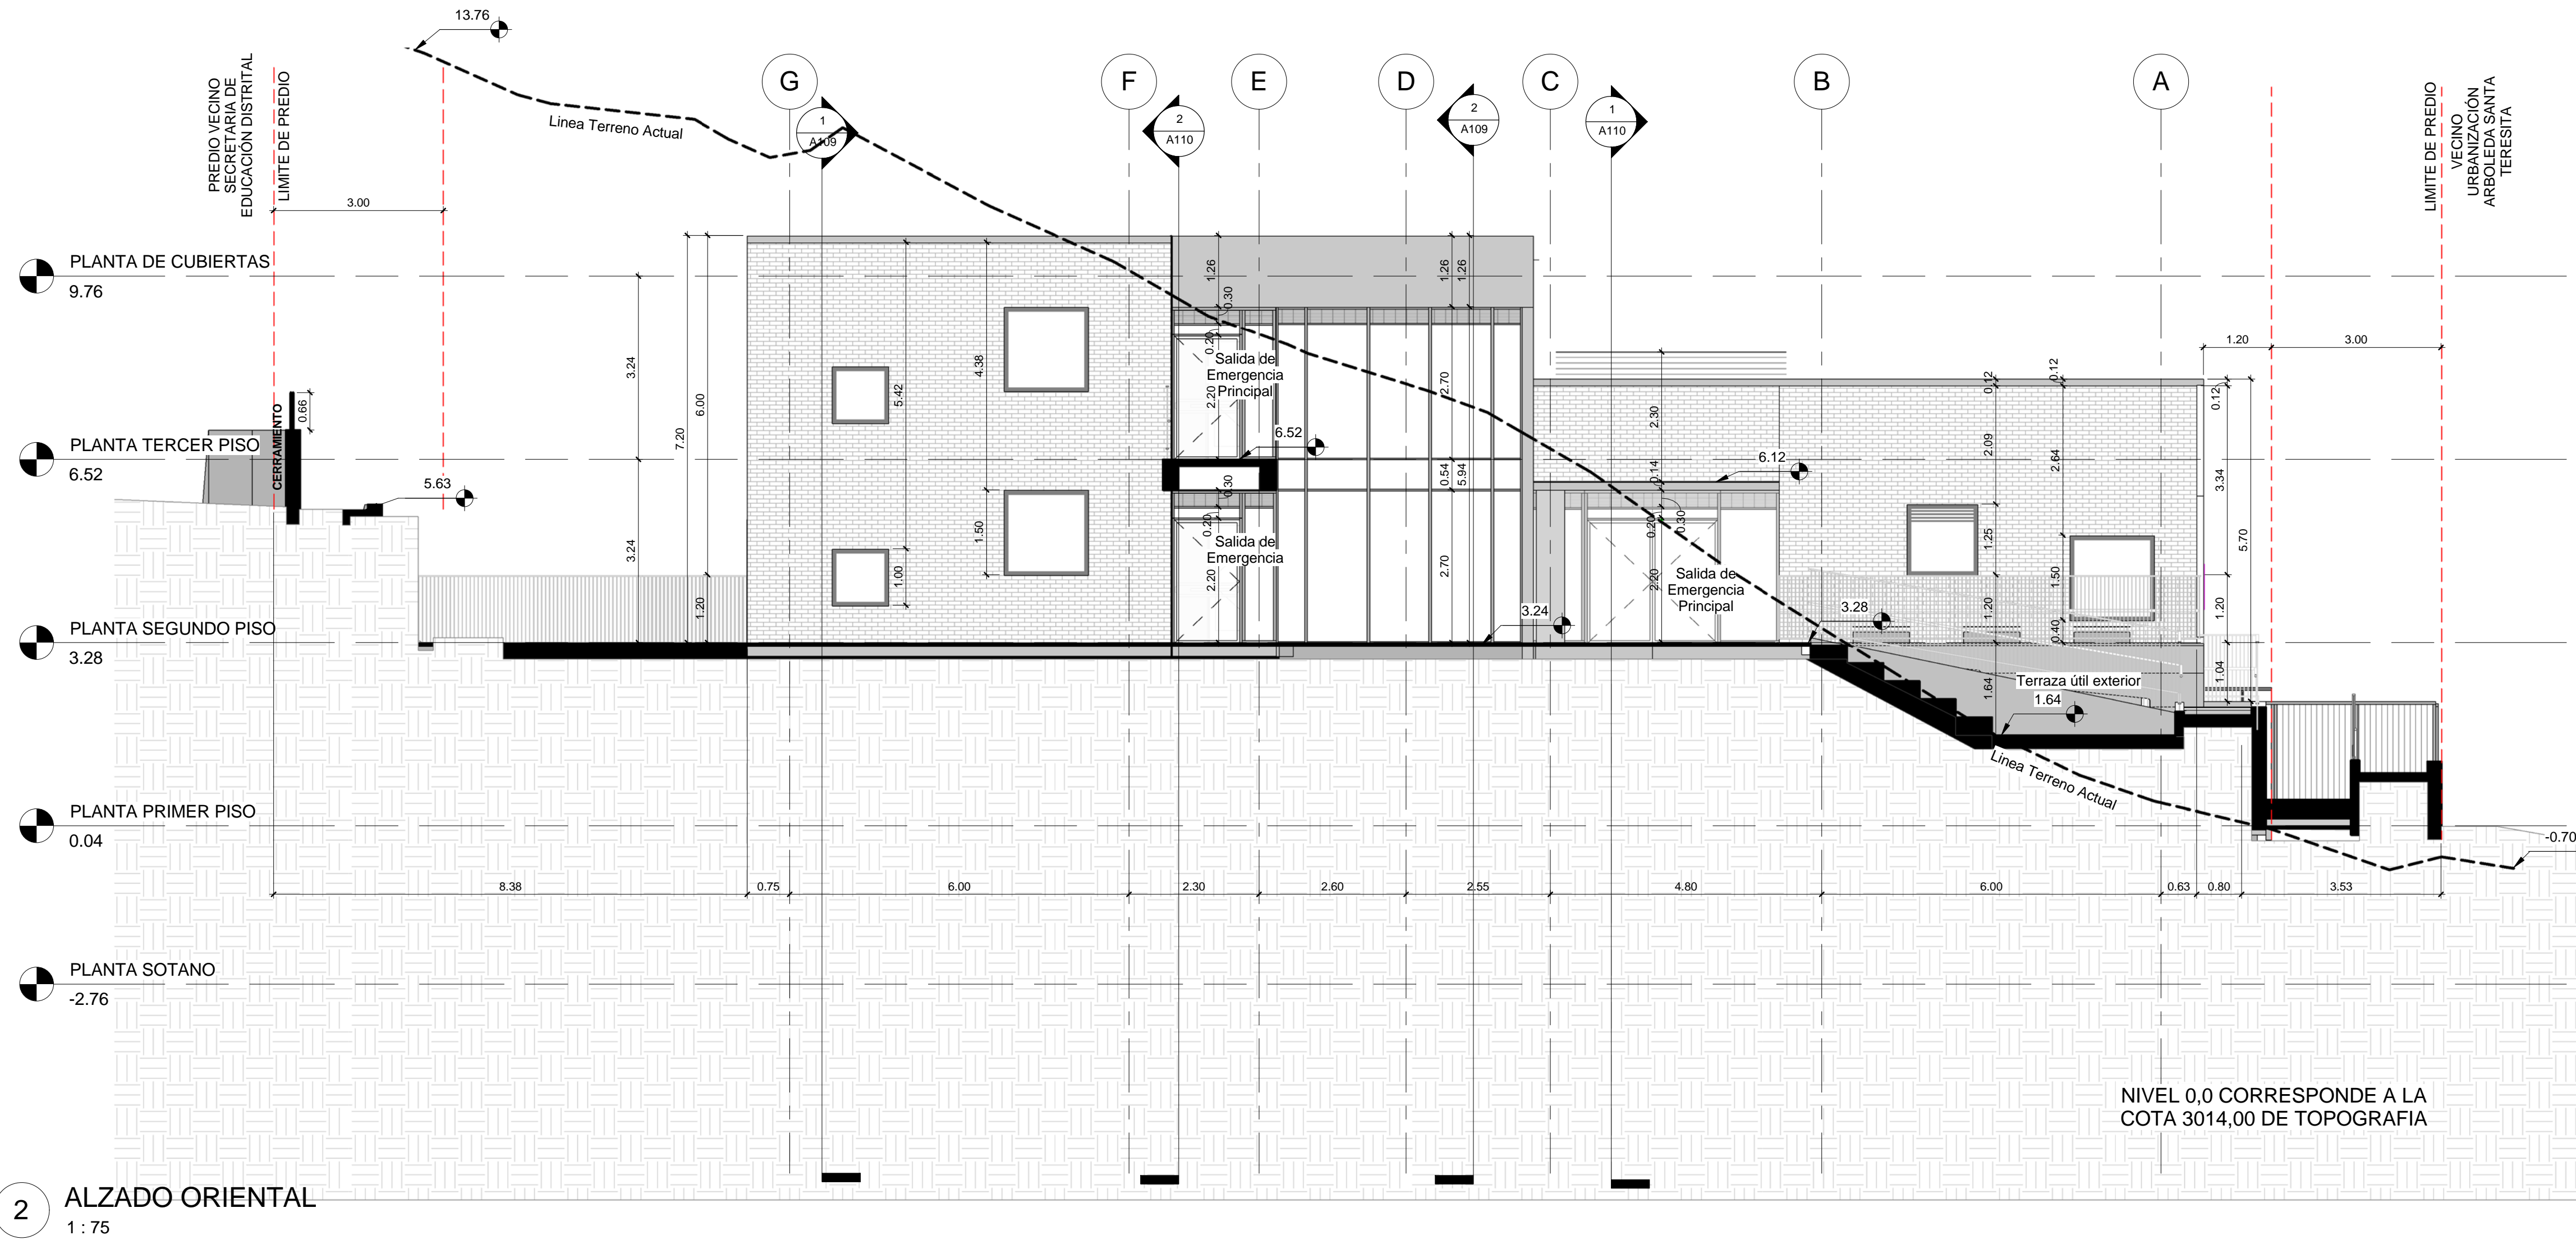 13.76
PREDIO VECINO
SECRETARIA DE
EDUCACIÓN DISTRITAL
LIMITE DE PREDIO
Linea Terreno Actual
G
F
E
D
C
B
A
1
A109
2
A110
2
A109
1
A110
LIMITE DE PREDIO
VECINO
URBANIZACIÓN
ARBOLEDA SANTA
TERESITA
3.00
PLANTA DE CUBIERTAS
9.76
PLANTA TERCER PISO
6.52
PLANTA SEGUNDO PISO
3.28
PLANTA PRIMER PISO
0.04
PLANTA SOTANO
-2.76
CERRAMIENTO
0.66
5.63
3.24
3.24
7.20
6.00
1.20
5.42
1.00
4.38
1.50
1.26
0.30
0.20
Salida de
Emergencia
Principal
2.20
6.52
0.30
0.20
Salida de
Emergencia
2.20
1.26
1.26
2.70
0.54
5.94
2.70
3.24
2.30
0.14
6.12
0.20
0.30
2.20
Salida de
Emergencia
Principal
3.28
0.12
2.09
1.25
1.20
1.64
0.12
2.64
1.50
0.40
1.20
3.00
0.12
3.34
5.70
1.20
1.04
Terraza útil exterior
1.64
Linea Terreno Actual
-0.70
8.38
0.75
6.00
2.30
2.60
2.55
4.80
6.00
0.63
0.80
3.53
NIVEL 0,0 CORRESPONDE A LA
COTA 3014,00 DE TOPOGRAFIA
2
ALZADO ORIENTAL
1 : 75